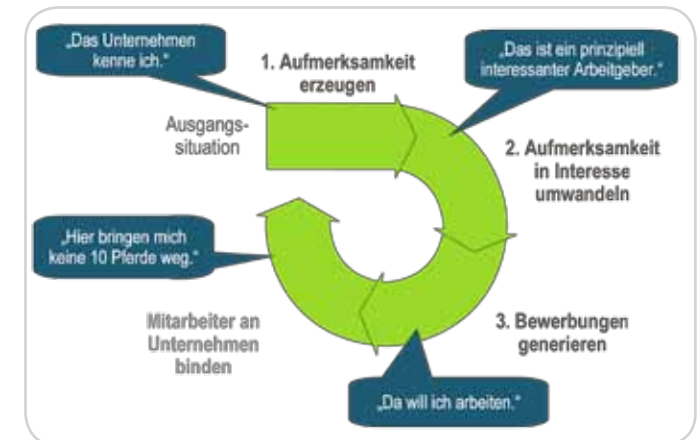 „Das Unternehmen
kenne ich.“
1. Aufmerksamkeit
erzeugen
„Das ist ein prinzipiell
interessanter Arbeitgeber.“
Ausgangs-
situation
2. Aufmerksamkeit
in Interesse
umwandeln
„Hier bringen mich
keine 10 Pferde weg.“
Mitarbeiter an
Unternehmen
binden
3. Bewerbungen
generieren
„Da will ich arbeiten.“